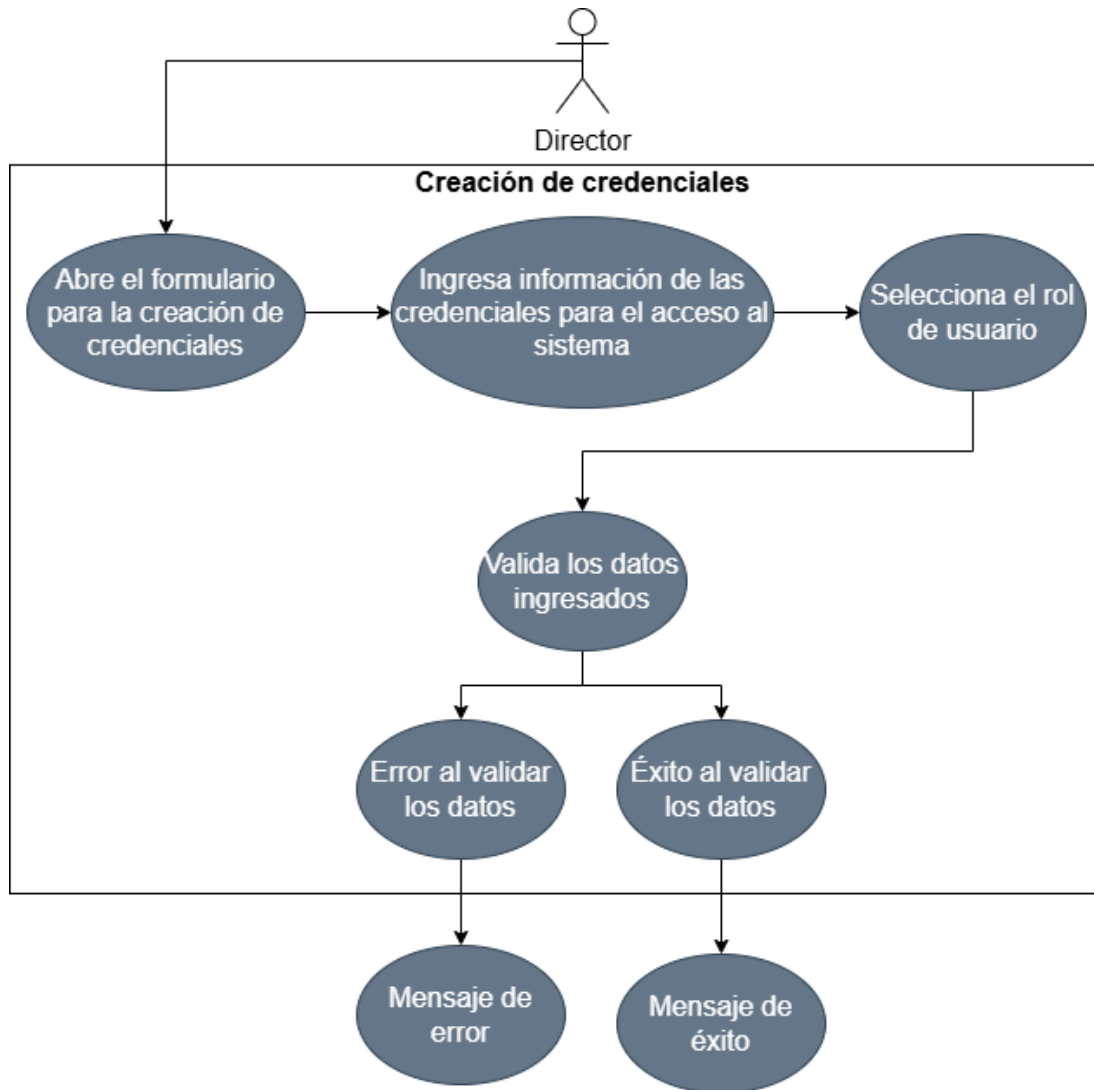 Director
Creación de credenciales
Abre el formulario
para la creación de
credenciales
Ingresa información de las
credenciales para el acceso al
sistema
Selecciona el rol
de usuario
Valida los datos
ingresados
Error al validar
los datos
Éxito al validar
los datos
Mensaje de
error
Mensaje de
éxito